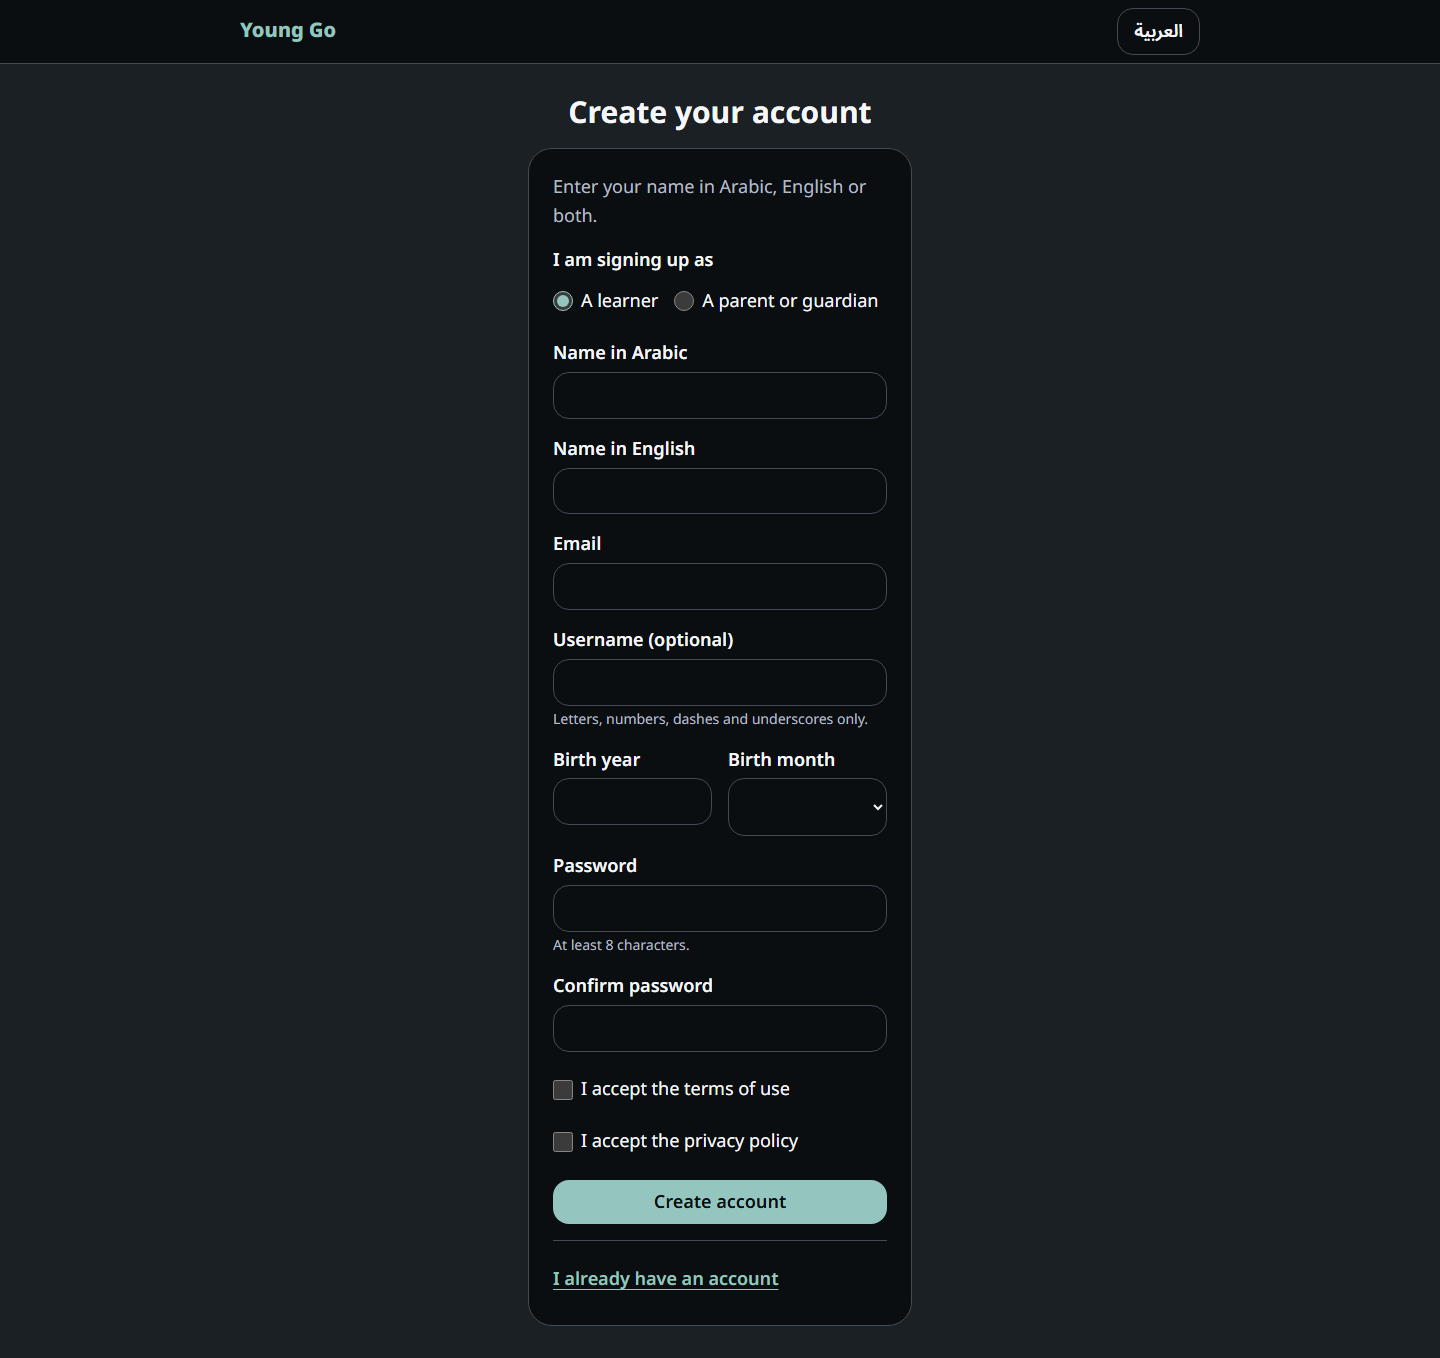 Young Go
العربية
Create your account
Enter your name in Arabic, English or
both.
I am signing up as
A learner
A parent or guardian
Name in Arabic
Name in English
Email
Username (optional)
Letters, numbers, dashes and underscores only.
Birth year
Birth month
Password
At least 8 characters.
Confirm password
I accept the terms of use
I accept the privacy policy
Create account
I already have an account